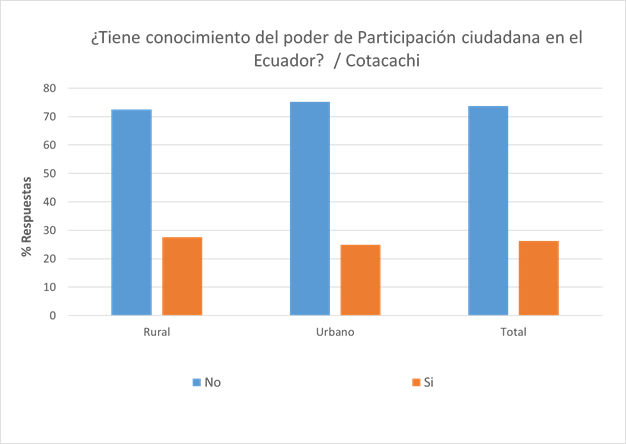 ¿Tiene conocimiento del poder de Participación ciudadana en el
Ecuador?  / Cotacachi
80
70
60
50
40
30
20
10
0
% Respuestas
Rural
Urbano
Total
No
Si